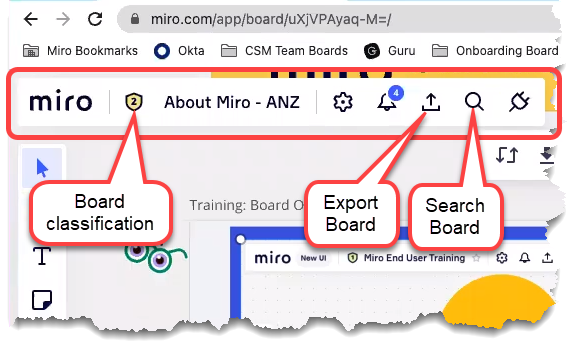 miro.com/app/board/uXjVPAyaq-M=/
Miro Bookmarks Okta CSM Team Boards G Guru Onboarding Board
miro 2 About Miro - ANZ 4
Board
classification
Export
Board
Search
Board
Training: Board O
T
miro New UI Miro End User Training